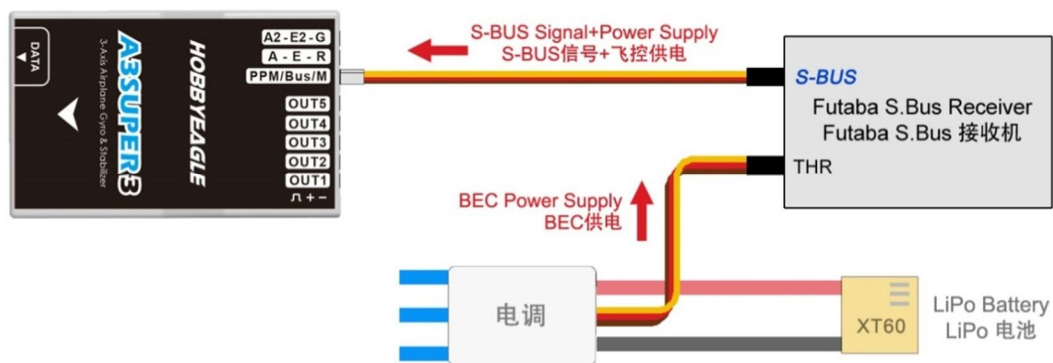 DATA
A3SUPER3
3-Axis Airplane Gyro & Stabilizer
HOBBYEAGLE
A2-E2-G
A - E - R
PPM/Bus/M
OUT5
OUT4
OUT3
OUT2
OUT1
⎍ + −
S-BUS Signal+Power Supply
S-BUS信号+飞控供电
S-BUS
Futaba S.Bus Receiver
Futaba S.Bus 接收机
THR
BEC Power Supply
BEC供电
电调
XT60
LiPo Battery
LiPo 电池